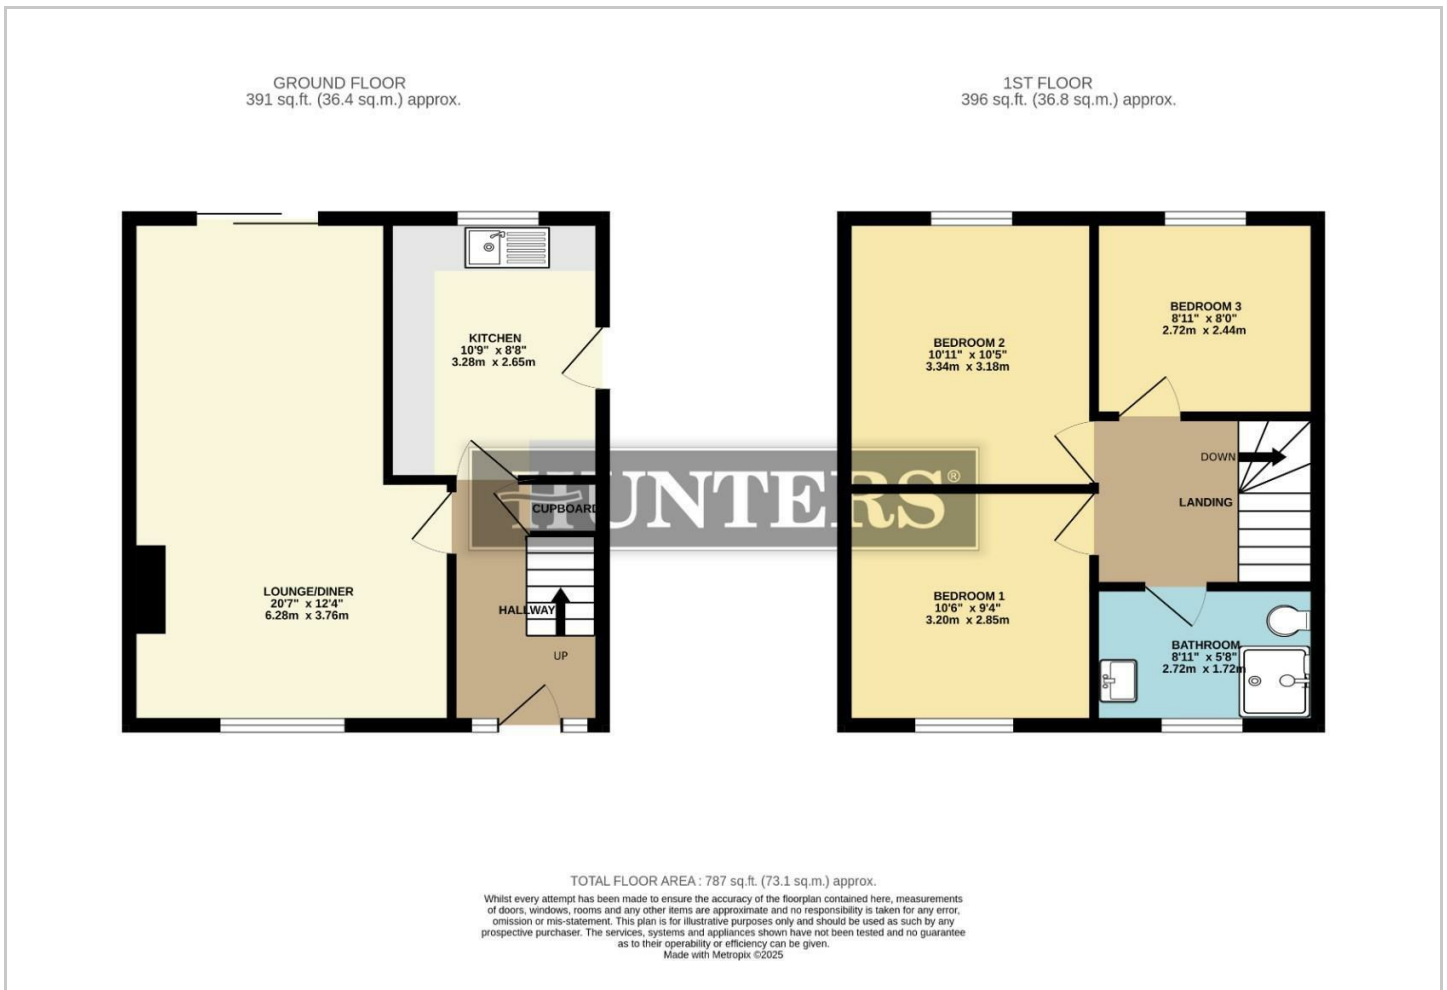 GROUND FLOOR
391 sq.ft. (36.4 sq.m.) approx.
1ST FLOOR
396 sq.ft. (36.8 sq.m.) approx.
KITCHEN
10'9" x 8'8"
3.28m x 2.65m
CUPBOARD
LOUNGE/DINER
20'7" x 12'4"
6.28m x 3.76m
HALLWAY
UP
HUNTERS®
BEDROOM 2
10'11" x 10'5"
3.34m x 3.18m
BEDROOM 3
8'11" x 8'0"
2.72m x 2.44m
DOWN
LANDING
BEDROOM 1
10'6" x 9'4"
3.20m x 2.85m
BATHROOM
8'11" x 5'8"
2.72m x 1.72m
TOTAL FLOOR AREA : 787 sq.ft. (73.1 sq.m.) approx.
Whilst every attempt has been made to ensure the accuracy of the floorplan contained here, measurements
of doors, windows, rooms and any other items are approximate and no responsibility is taken for any error,
omission or mis-statement. This plan is for illustrative purposes only and should be used as such by any
prospective purchaser. The services, systems and appliances shown have not been tested and no guarantee
as to their operability or efficiency can be given.
Made with Metropix ©2025